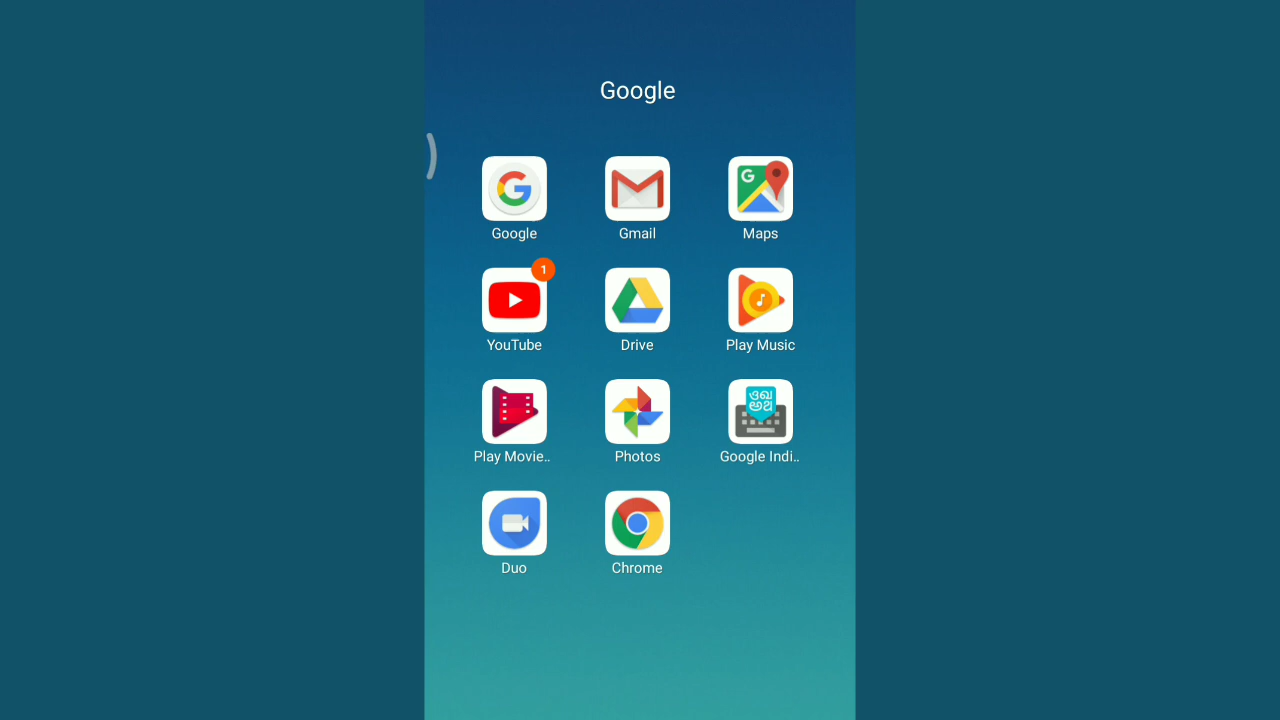 Google
Google Gmail Maps
1
YouTube Drive Play Music
Play Movie.. Photos Google Indi..
Duo Chrome